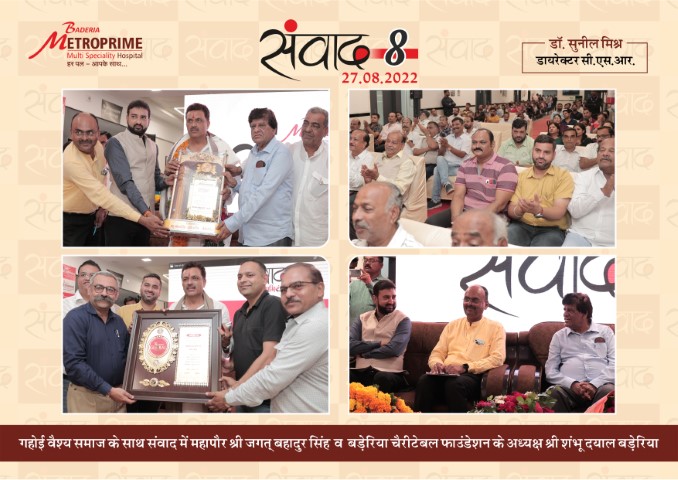 BADERIA
METROPRIME
Multi Speciality Hospital
हर पल – आपके साथ...
संवाद - 8
27.08.2022
डॉ. सुनील मिश्र
डायरेक्टर सी.एस.आर.
संवाद
गहोई वैश्य समाज के साथ संवाद में महापौर श्री जगत् बहादुर सिंह व बड़ेरिया चैरीटेबल फाउंडेशन के अध्यक्ष श्री शंभू दयाल बड़ेरिया